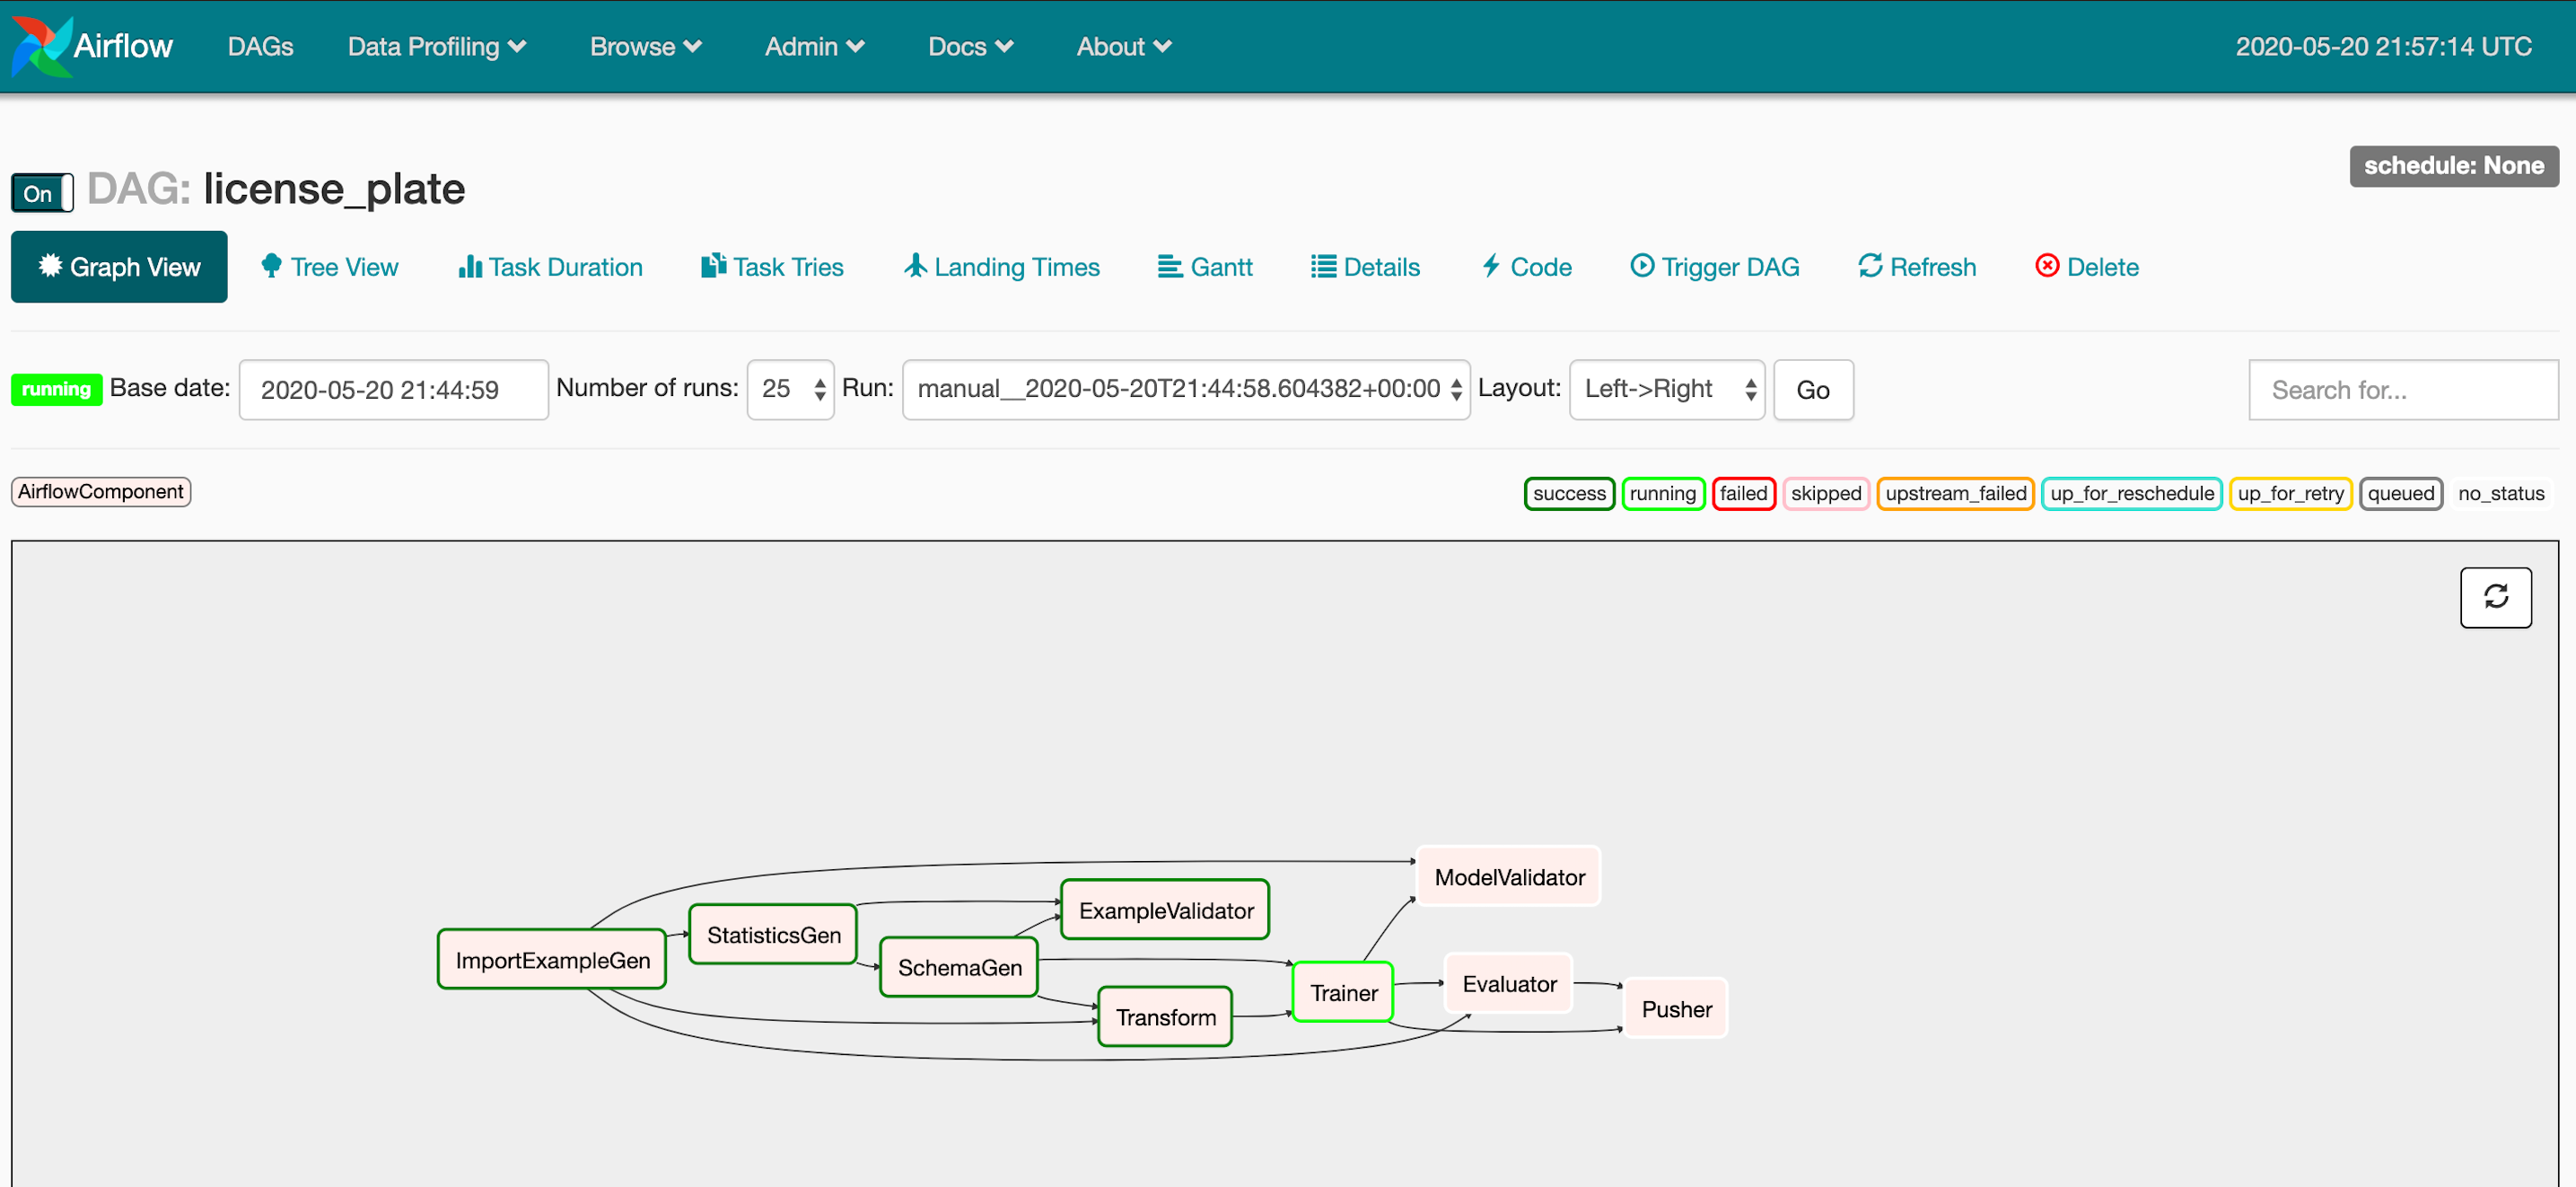 Airflow DAGs Data Profiling Browse Admin Docs About 2020-05-20 21:57:14 UTC
schedule: None
On DAG: license_plate
Graph View Tree View Task Duration Task Tries Landing Times Gantt Details Code Trigger DAG Refresh Delete
running Base date: 2020-05-20 21:44:59 Number of runs: 25 Run: manual__2020-05-20T21:44:58.604382+00:00 Layout: Left->Right Go Search for...
AirflowComponent success running failed skipped upstream_failed up_for_reschedule up_for_retry queued no_status
ModelValidator
ExampleValidator
StatisticsGen
ImportExampleGen
SchemaGen
Evaluator
Trainer
Pusher
Transform